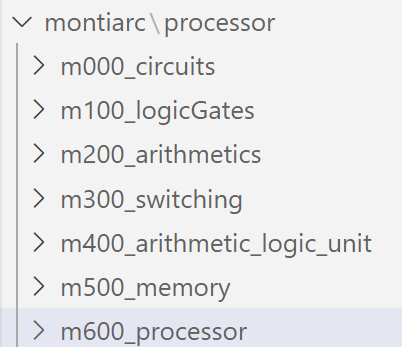 montiarc\processor
m000_circuits
m100_logicGates
m200_arithmetics
m300_switching
m400_arithmetic_logic_unit
m500_memory
m600_processor